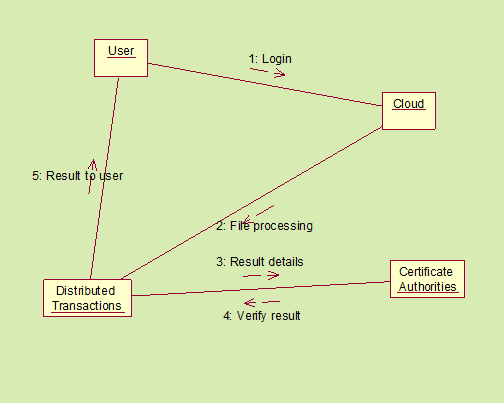 User
1: Login
Cloud
5: Result to user
2: File processing
3: Result details
Certificate
Authorities
Distributed
Transactions
4: Verify result